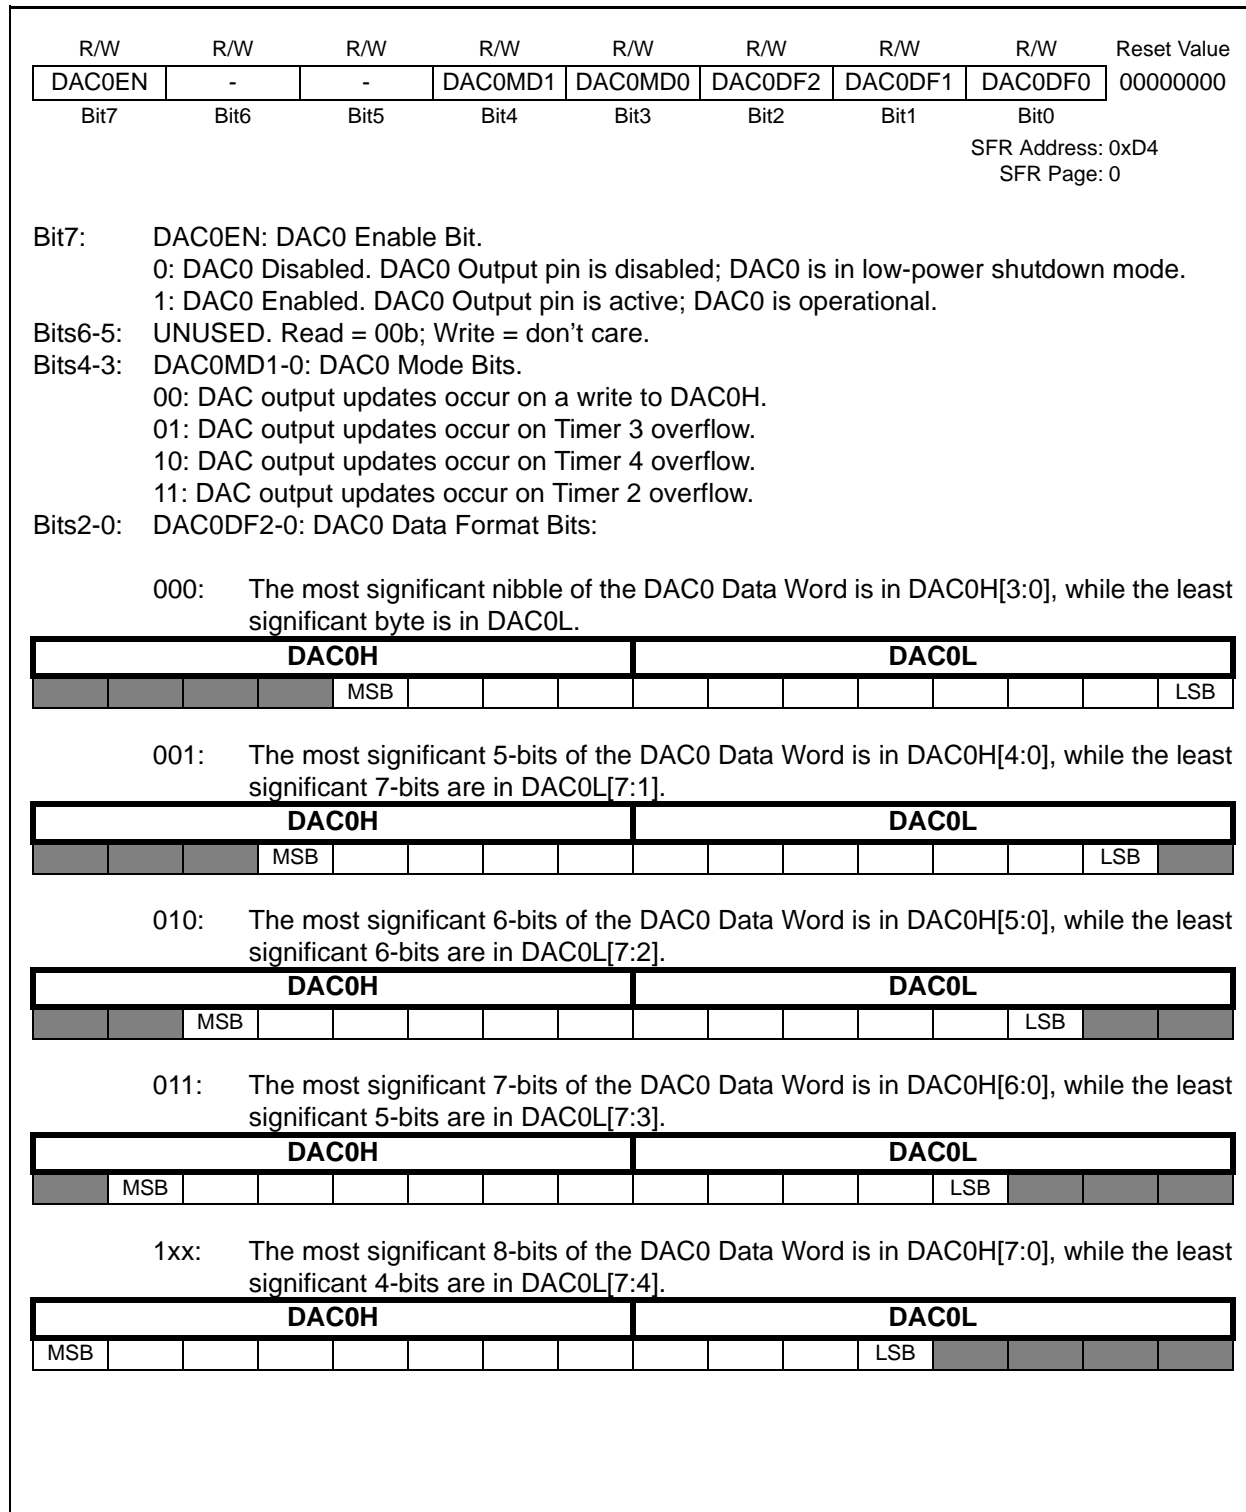 R/W R/W R/W R/W R/W R/W R/W R/W Reset Value
DAC0EN - - DAC0MD1 DAC0MD0 DAC0DF2 DAC0DF1 DAC0DF0 00000000
Bit7 Bit6 Bit5 Bit4 Bit3 Bit2 Bit1 Bit0
SFR Address: 0xD4
SFR Page: 0
Bit7: DAC0EN: DAC0 Enable Bit.
0: DAC0 Disabled. DAC0 Output pin is disabled; DAC0 is in low-power shutdown mode.
1: DAC0 Enabled. DAC0 Output pin is active; DAC0 is operational.
Bits6-5: UNUSED. Read = 00b; Write = don't care.
Bits4-3: DAC0MD1-0: DAC0 Mode Bits.
00: DAC output updates occur on a write to DAC0H.
01: DAC output updates occur on Timer 3 overflow.
10: DAC output updates occur on Timer 4 overflow.
11: DAC output updates occur on Timer 2 overflow.
Bits2-0: DAC0DF2-0: DAC0 Data Format Bits:
000: The most significant nibble of the DAC0 Data Word is in DAC0H[3:0], while the least
significant byte is in DAC0L.
DAC0H DAC0L
MSB LSB
001: The most significant 5-bits of the DAC0 Data Word is in DAC0H[4:0], while the least
significant 7-bits are in DAC0L[7:1].
DAC0H DAC0L
MSB LSB
010: The most significant 6-bits of the DAC0 Data Word is in DAC0H[5:0], while the least
significant 6-bits are in DAC0L[7:2].
DAC0H DAC0L
MSB LSB
011: The most significant 7-bits of the DAC0 Data Word is in DAC0H[6:0], while the least
significant 5-bits are in DAC0L[7:3].
DAC0H DAC0L
MSB LSB
1xx: The most significant 8-bits of the DAC0 Data Word is in DAC0H[7:0], while the least
significant 4-bits are in DAC0L[7:4].
DAC0H DAC0L
MSB LSB